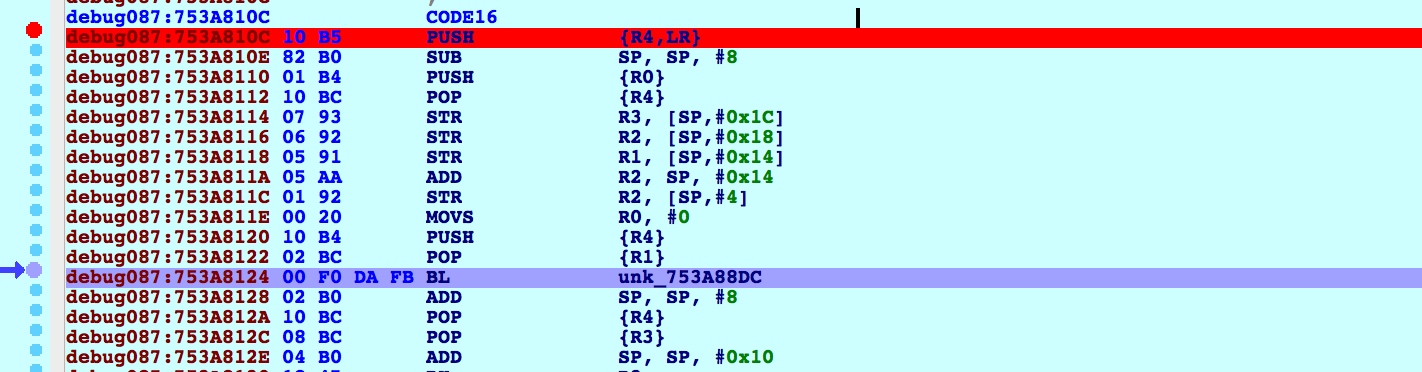 debug087:753A810C CODE16
debug087:753A810C 10 B5 PUSH {R4,LR}
debug087:753A810E 82 B0 SUB SP, SP, #8
debug087:753A8110 01 B4 PUSH {R0}
debug087:753A8112 10 BC POP {R4}
debug087:753A8114 07 93 STR R3, [SP,#0x1C]
debug087:753A8116 06 92 STR R2, [SP,#0x18]
debug087:753A8118 05 91 STR R1, [SP,#0x14]
debug087:753A811A 05 AA ADD R2, SP, #0x14
debug087:753A811C 01 92 STR R2, [SP,#4]
debug087:753A811E 00 20 MOVS R0, #0
debug087:753A8120 10 B4 PUSH {R4}
debug087:753A8122 02 BC POP {R1}
debug087:753A8124 00 F0 DA FB BL unk_753A88DC
debug087:753A8128 02 B0 ADD SP, SP, #8
debug087:753A812A 10 BC POP {R4}
debug087:753A812C 08 BC POP {R3}
debug087:753A812E 04 B0 ADD SP, SP, #0x10